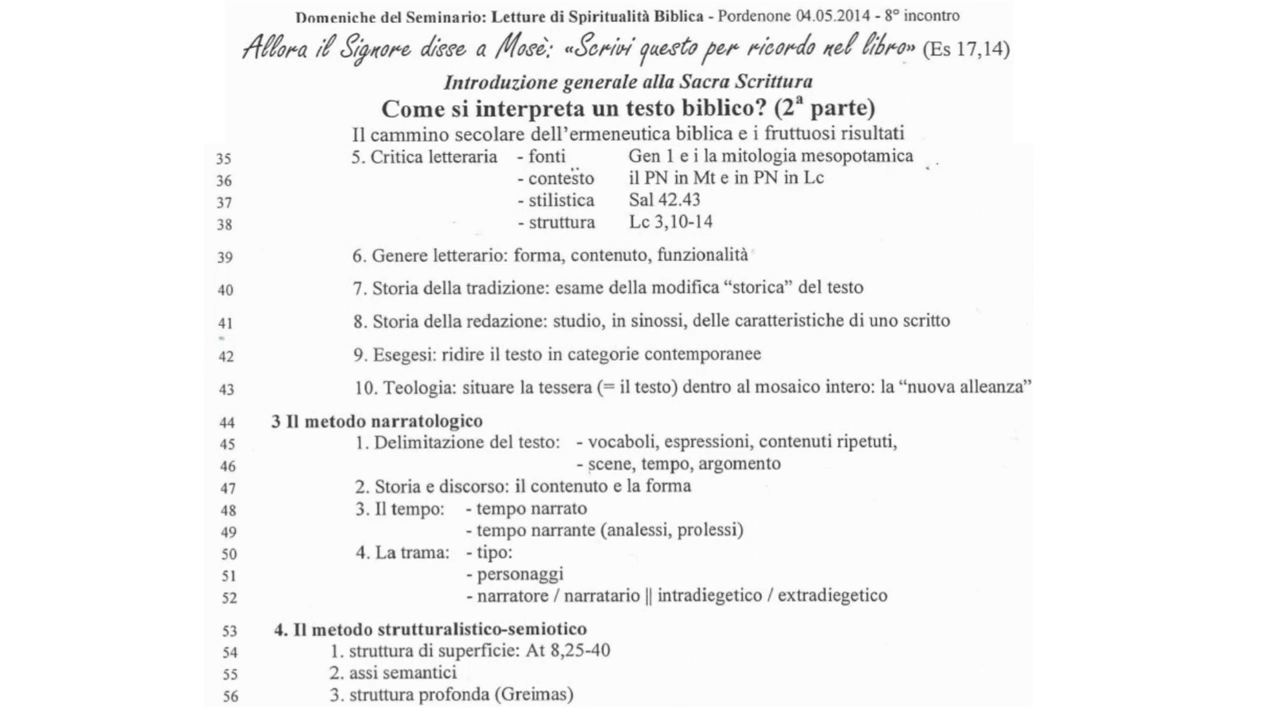 Domeniche del Seminario: Letture di Spiritualità Biblica - Pordenone 04.05.2014 - 8° incontro
Allora il Signore disse a Mosè: «Scrivi questo per ricordo nel libro» (Es 17,14)
Introduzione generale alla Sacra Scrittura
Come si interpreta un testo biblico? (2ª parte)
Il cammino secolare dell'ermeneutica biblica e i fruttuosi risultati
35 5. Critica letteraria - fonti Gen 1 e i la mitologia mesopotamica
36 - contesto il PN in Mt e in PN in Lc
37 - stilistica Sal 42.43
38 - struttura Lc 3,10-14
39 6. Genere letterario: forma, contenuto, funzionalità
40 7. Storia della tradizione: esame della modifica “storica” del testo
41 8. Storia della redazione: studio, in sinossi, delle caratteristiche di uno scritto
42 9. Esegesi: ridire il testo in categorie contemporanee
43 10. Teologia: situare la tessera (= il testo) dentro al mosaico intero: la “nuova alleanza”
44 3 Il metodo narratologico
45 1. Delimitazione del testo: - vocaboli, espressioni, contenuti ripetuti,
46 - scene, tempo, argomento
47 2. Storia e discorso: il contenuto e la forma
48 3. Il tempo: - tempo narrato
49 - tempo narrante (analessi, prolessi)
50 4. La trama: - tipo:
51 - personaggi
52 - narratore / narratario || intradiegetico / extradiegetico
53 4. Il metodo strutturalistico-semiotico
54 1. struttura di superficie: At 8,25-40
55 2. assi semantici
56 3. struttura profonda (Greimas)